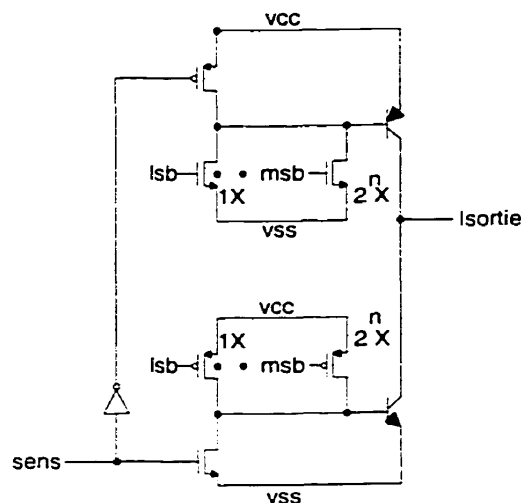 vcc
lsb
1X
msb
2ⁿX
vss
Isortie
vcc
1X
2ⁿX
lsb
msb
sens
vss